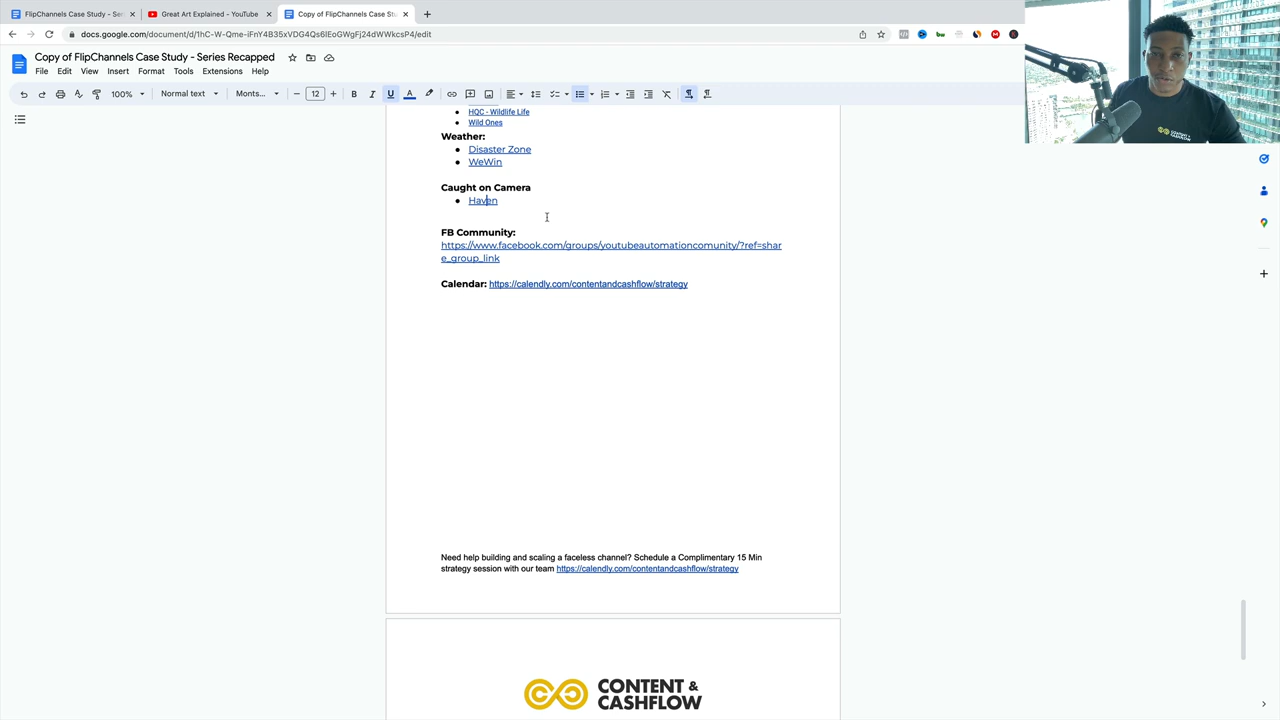 FlipChannels Case Study - Ser
Great Art Explained - YouTube
Copy of FlipChannels Case Stu
docs.google.com/document/d/1hC-W-Qme-iFnY4B35xVDG4Qs6lEoGWgFj24dWWkcsP4/edit
Copy of FlipChannels Case Study - Series Recapped
File Edit View Insert Format Tools Extensions Help
100% Normal text Monts... 12 B I U A
HQC - Wildlife Life
Wild Ones
Weather:
Disaster Zone
WeWin
Caught on Camera
Haven
FB Community:
https://www.facebook.com/groups/youtubeautomationcomunity/?ref=shar
e_group_link
Calendar: https://calendly.com/contentandcashflow/strategy
Need help building and scaling a faceless channel? Schedule a Complimentary 15 Min
strategy session with our team https://calendly.com/contentandcashflow/strategy
CONTENT &
CASHFLOW